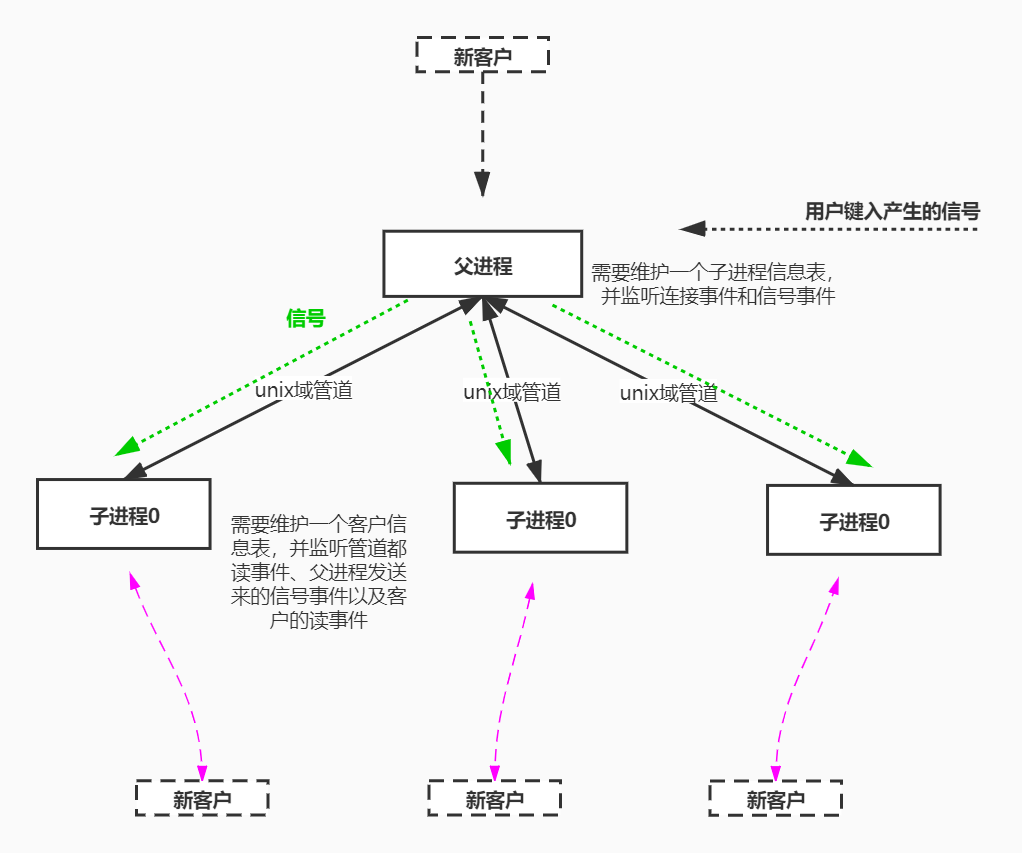 新客户
用户键入产生的信号
父进程
需要维护一个子进程信息表，
并监听连接事件和信号事件
信号
unix域管道
unix域管道
unix域管道
子进程0
子进程0
子进程0
需要维护一个客户信
息表，并监听管道都
读事件、父进程发送
来的信号事件以及客
户的读事件
新客户
新客户
新客户